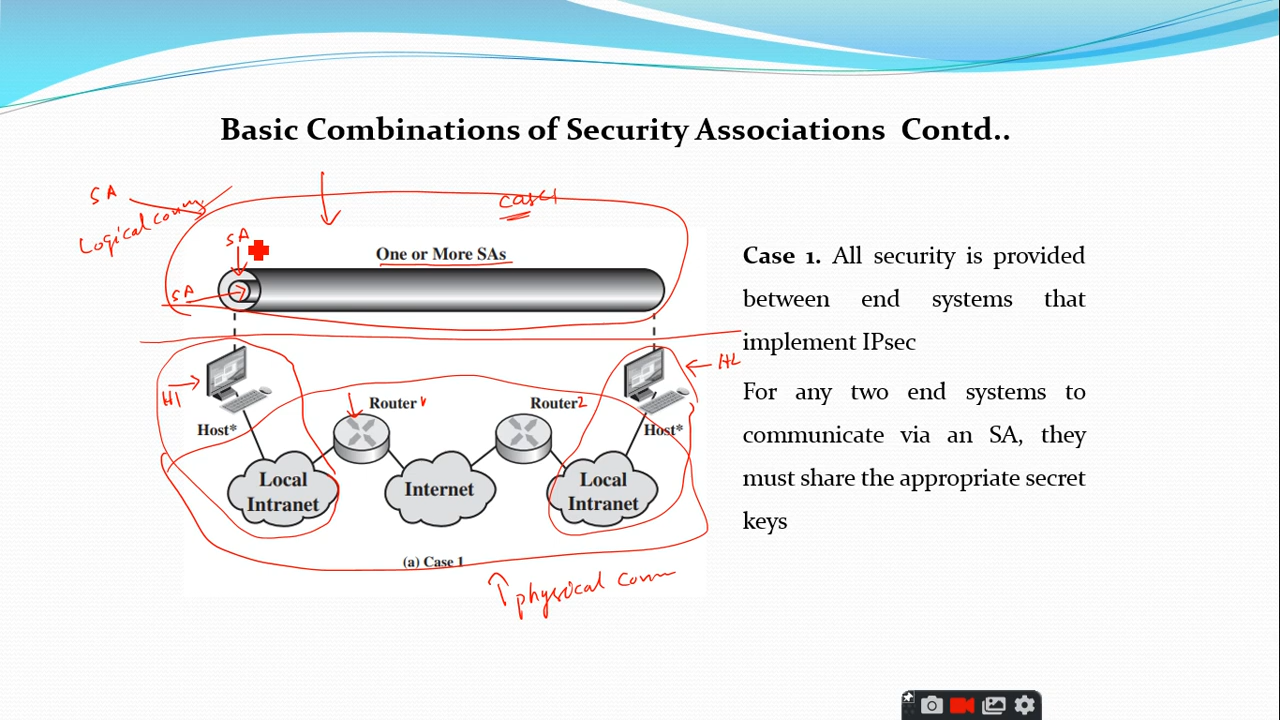 Basic Combinations of Security Associations Contd..
SA
Logical comm
case1
SA
One or More SAs
SA
H1
H2
Router 1
Router 2
Host*
Host*
Local
Intranet
Internet
Local
Intranet
(a) Case 1
physical comm
Case 1. All security is provided
between end systems that
implement IPsec
For any two end systems to
communicate via an SA, they
must share the appropriate secret
keys